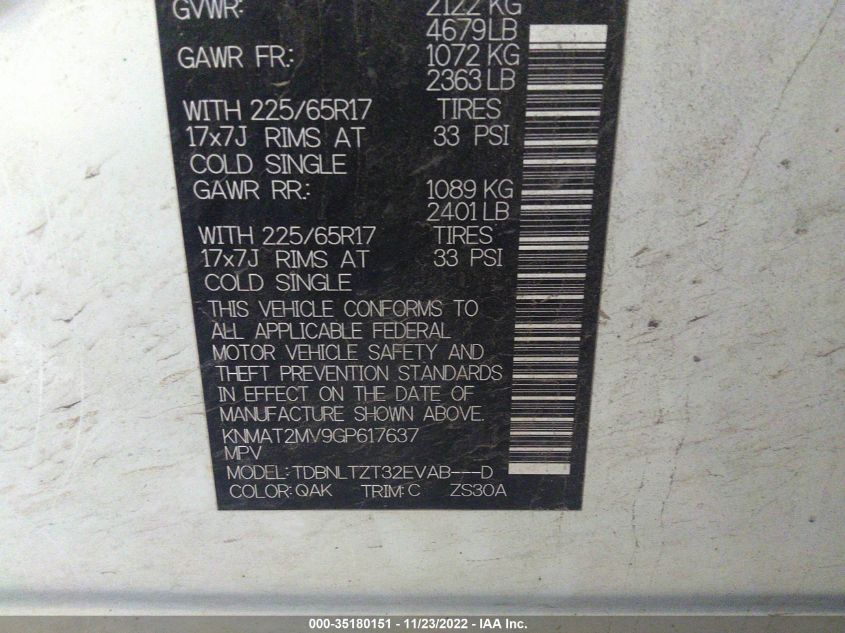 GVWR: 2122 KG
4679 LB
GAWR FR: 1072 KG
2363 LB
WITH 225/65R17 TIRES
17x7J RIMS AT 33 PSI
COLD SINGLE
GAWR RR: 1089 KG
2401 LB
WITH 225/65R17 TIRES
17x7J RIMS AT 33 PSI
COLD SINGLE
THIS VEHICLE CONFORMS TO
ALL APPLICABLE FEDERAL
MOTOR VEHICLE SAFETY AND
THEFT PREVENTION STANDARDS
IN EFFECT ON THE DATE OF
MANUFACTURE SHOWN ABOVE.
KNMAT2MV9GP617637
MPV
MODEL: TDBNLTZT32EVAB---D
COLOR: QAK TRIM: C ZS30A
000-35180151 - 11/23/2022 - IAA Inc.